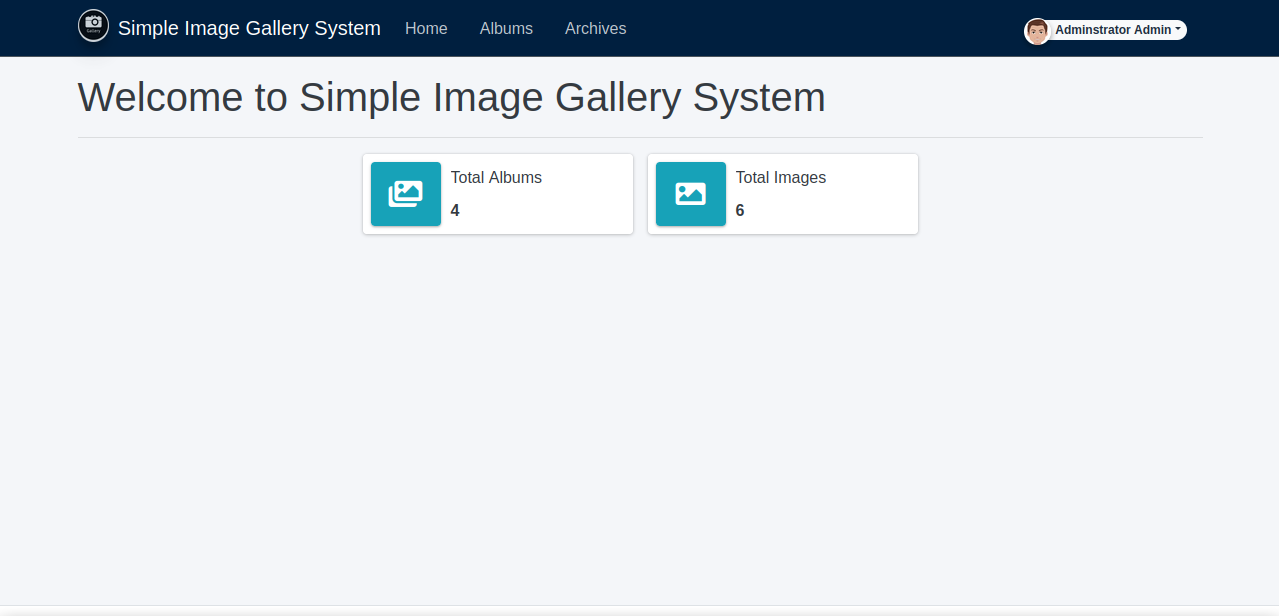 Gallery
Simple Image Gallery System
Home
Albums
Archives
Adminstrator Admin
Welcome to Simple Image Gallery System
Total Albums
4
Total Images
6